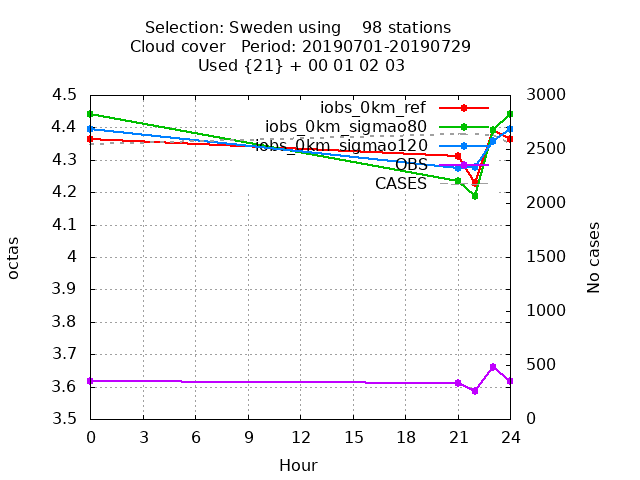 Selection: Sweden using 98 stations
Cloud cover Period: 20190701-20190729
Used {21} + 00 01 02 03
4.5
4.4
4.3
4.2
4.1
4
3.9
3.8
3.7
3.6
3.5
octas
iobs_0km_ref
iobs_0km_sigmao80
iobs_0km_sigmao120
OBS
CASES
3000
2500
2000
1500
1000
500
0
No cases
0 3 6 9 12 15 18 21 24
Hour